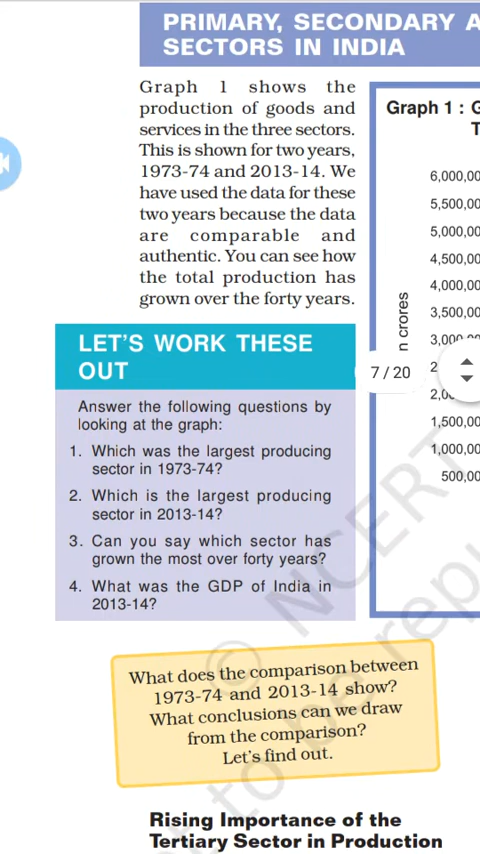 PRIMARY, SECONDARY A
SECTORS IN INDIA
Graph 1 shows the
production of goods and
services in the three sectors.
This is shown for two years,
1973-74 and 2013-14. We
have used the data for these
two years because the data
are comparable and
authentic. You can see how
the total production has
grown over the forty years.
Graph 1 : G
T
6,000,00
5,500,00
5,000,00
4,500,00
4,000,00
3,500,00
3,000
2
2,0
1,500,00
1,000,00
500,00
n crores
7 / 20
LET'S WORK THESE
OUT
Answer the following questions by
looking at the graph:
1. Which was the largest producing
sector in 1973-74?
2. Which is the largest producing
sector in 2013-14?
3. Can you say which sector has
grown the most over forty years?
4. What was the GDP of India in
2013-14?
What does the comparison between
1973-74 and 2013-14 show?
What conclusions can we draw
from the comparison?
Let's find out.
Rising Importance of the
Tertiary Sector in Production
© NCERT
t to be repu